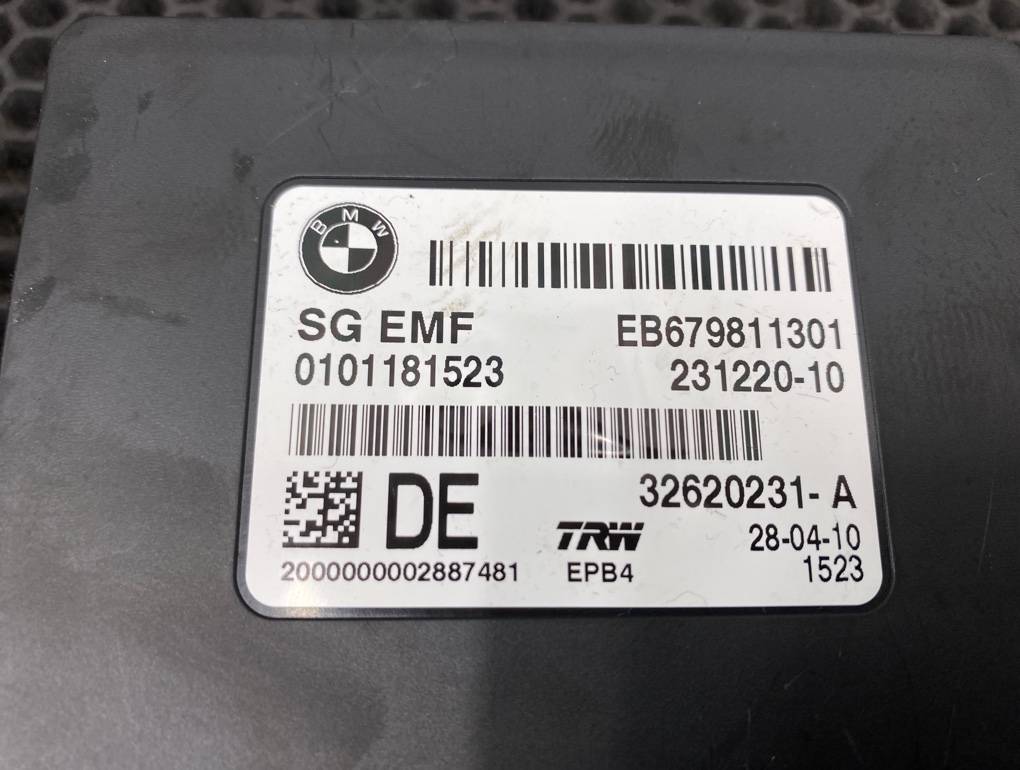 BMW
SG EMF EB679811301
0101181523 231220-10
DE 32620231- A
TRW 28-04-10
2000000002887481 EPB4 1523